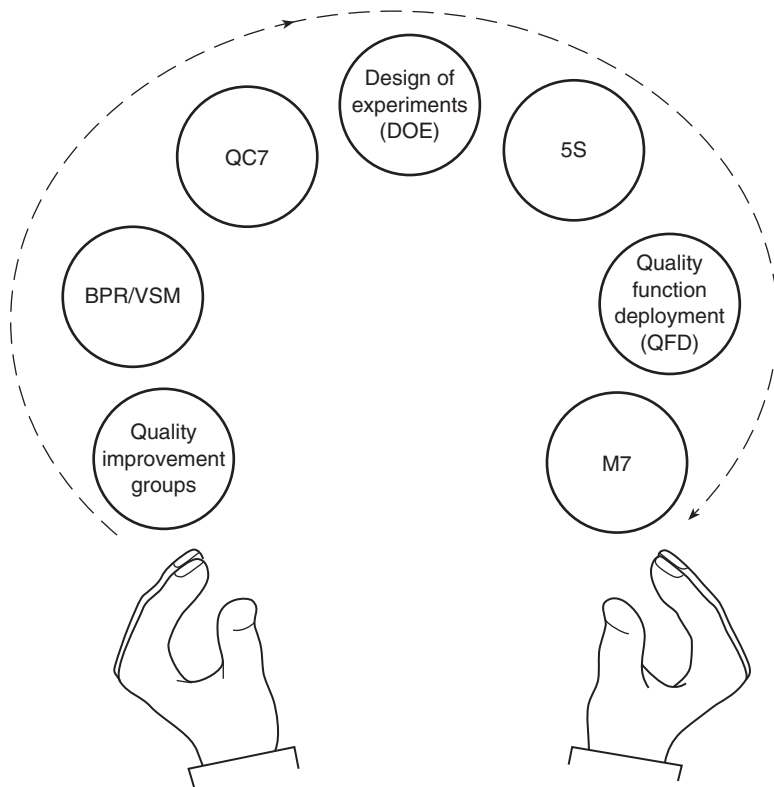 Design of
experiments
(DOE)
QC7
5S
BPR/VSM
Quality
function
deployment
(QFD)
Quality
improvement
groups
M7